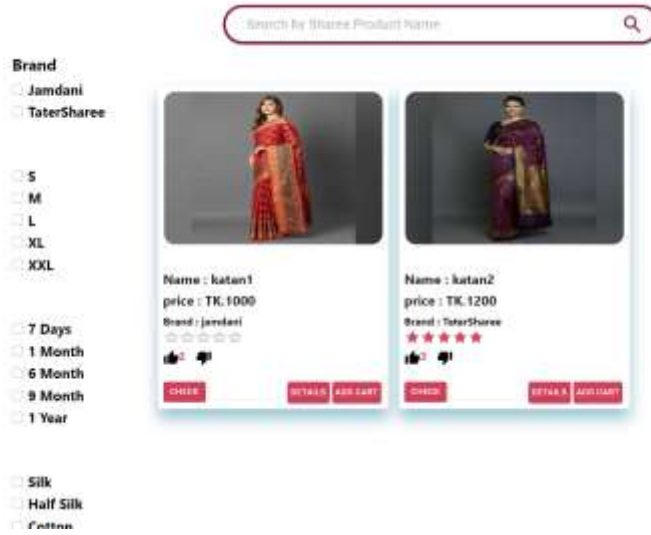 Search by Sharee Product Name
Brand
Jamdani
TaterSharee
S
M
L
XL
XXL
7 Days
1 Month
6 Month
9 Month
1 Year
Silk
Half Silk
Cotton
Name : katan1
price : TK.1000
Brand : jamdani
CHECK DETAILS ADD CART
Name : katan2
price : TK.1200
Brand : TaterSharee
CHECK DETAILS ADD CART